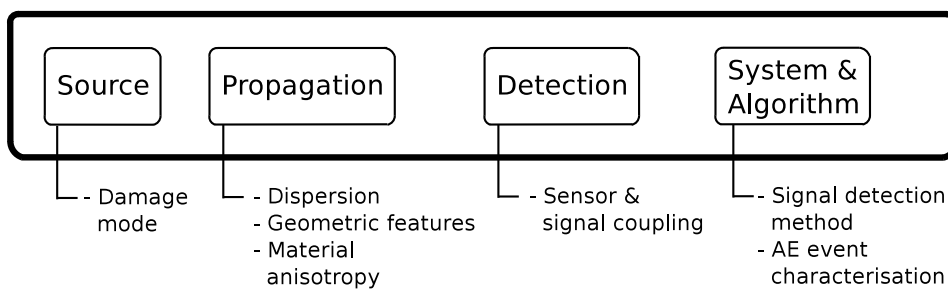 Source
Propagation
Detection
System &
Algorithm
- Damage
mode
- Dispersion
- Geometric features
- Material
anisotropy
- Sensor &
signal coupling
- Signal detection
method
- AE event
characterisation